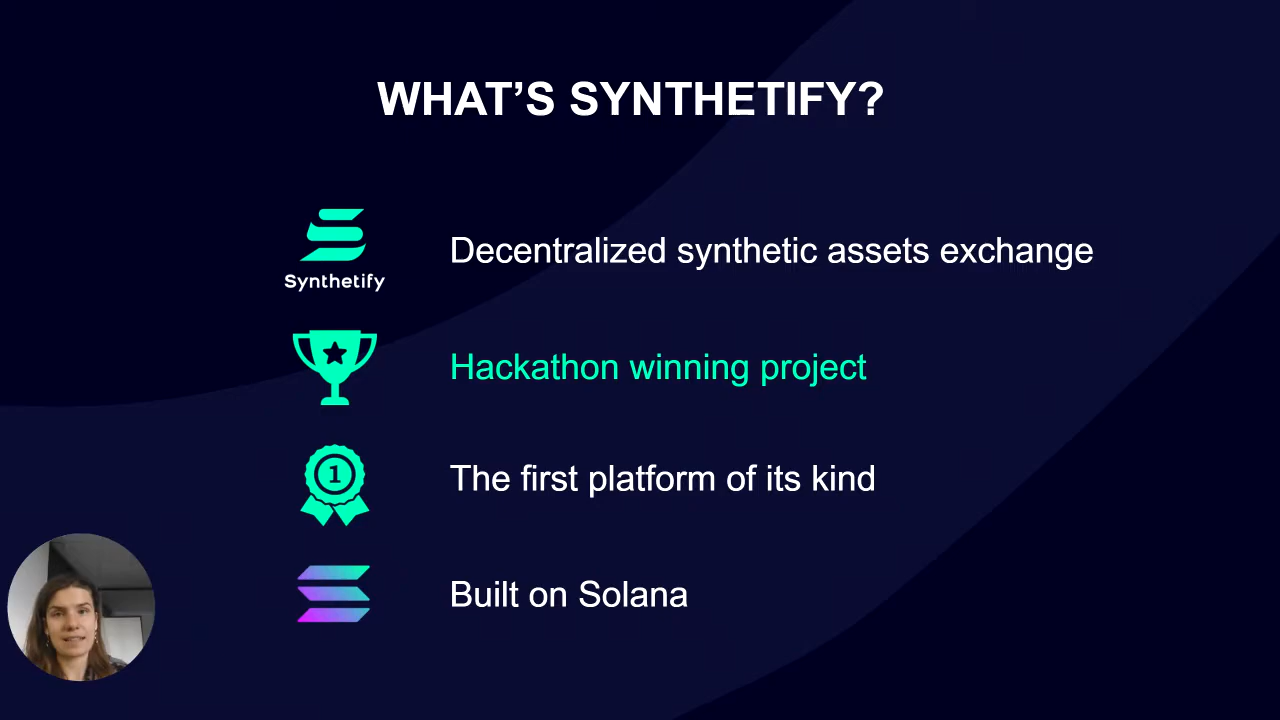 WHAT’S SYNTHETIFY?
Synthetify
Decentralized synthetic assets exchange
Hackathon winning project
1
The first platform of its kind
Built on Solana